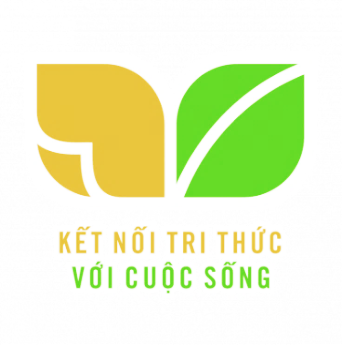 KẾT NỐI TRI THỨC
VỚI CUỘC SỐNG